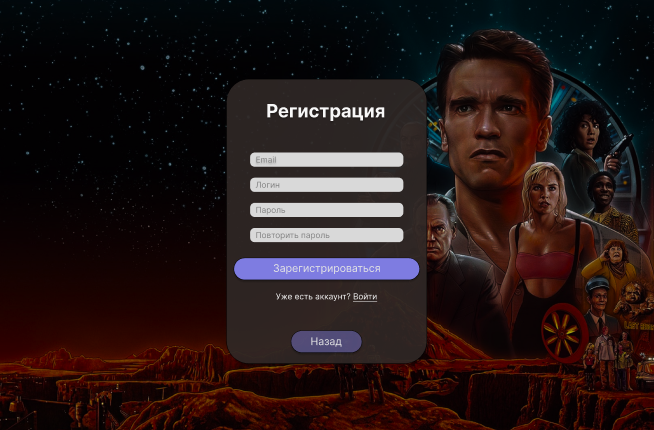 Регистрация
Email
Логин
Пароль
Повторить пароль
Зарегистрироваться
Уже есть аккаунт? Войти
Назад